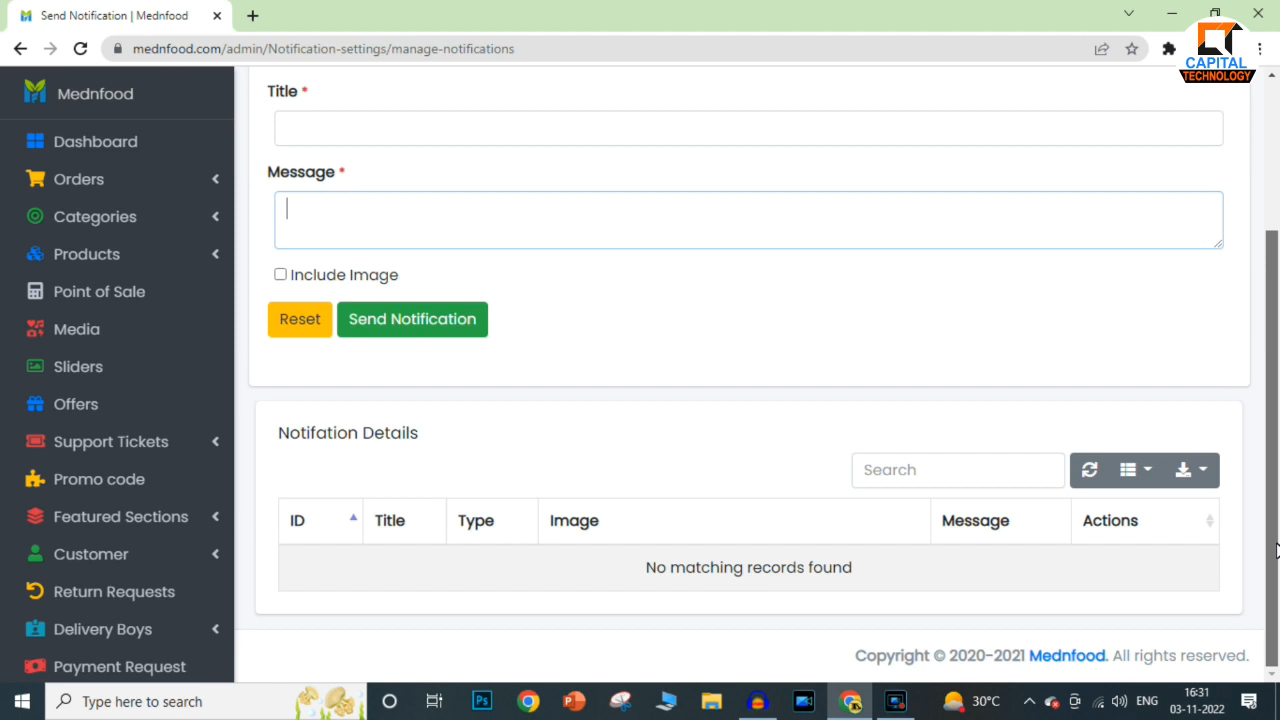 Send Notification | Mednfood
mednfood.com/admin/Notification-settings/manage-notifications
CAPITAL
TECHNOLOGY
Mednfood
Dashboard
Orders
Categories
Products
Point of Sale
Media
Sliders
Offers
Support Tickets
Promo code
Featured Sections
Customer
Return Requests
Delivery Boys
Payment Request
Title *
Message *
Include Image
Reset Send Notification
Notifation Details
Search
ID Title Type Image Message Actions
No matching records found
Copyright © 2020-2021 Mednfood. All rights reserved.
Type here to search
Ps
30°C
ENG
16:31
03-11-2022